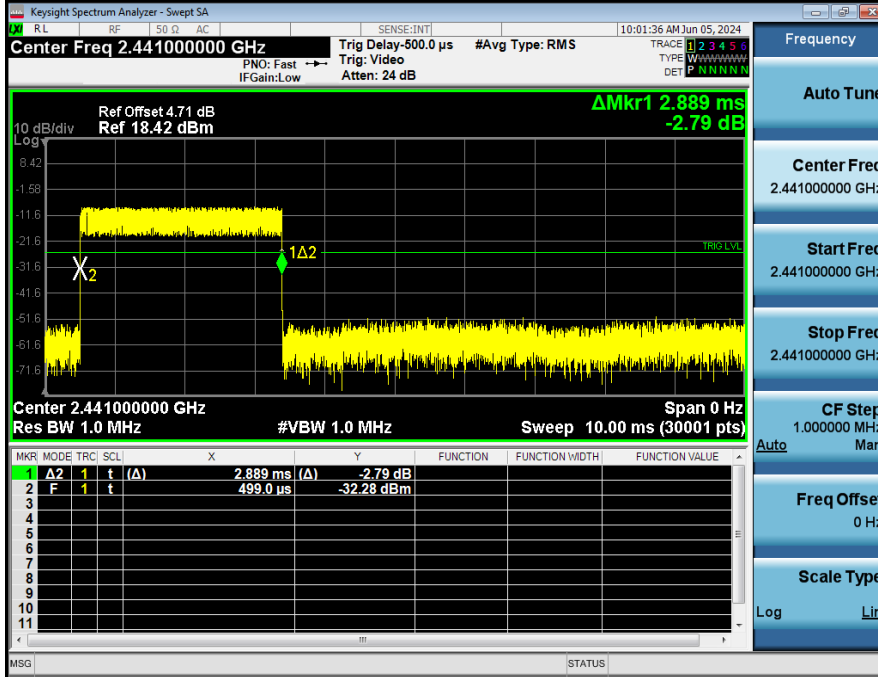 Keysight Spectrum Analyzer - Swept SA
LXI RL RF 50 Ω AC SENSE:INT 10:01:36 AM Jun 05, 2024
Center Freq 2.441000000 GHz
PNO: Fast
IFGain:Low
Trig Delay-500.0 µs
Trig: Video
Atten: 24 dB
#Avg Type: RMS
TRACE 1 2 3 4 5 6
TYPE WWWWWWW
DET P N N N N N
ΔMkr1 2.889 ms
-2.79 dB
Ref Offset 4.71 dB
10 dB/div Ref 18.42 dBm
Log
8.42
-1.58
-11.6
-21.6
-31.6
-41.6
-51.6
-61.6
-71.6
1Δ2
2
TRIG LVL
Center 2.441000000 GHz Span 0 Hz
Res BW 1.0 MHz #VBW 1.0 MHz Sweep 10.00 ms (30001 pts)
MKR MODE TRC SCL X Y FUNCTION FUNCTION WIDTH FUNCTION VALUE
1 Δ2 1 t (Δ) 2.889 ms (Δ) -2.79 dB
2 F 1 t 499.0 µs -32.28 dBm
3
4
5
6
7
8
9
10
11
MSG STATUS
Frequency
Auto Tune
Center Freq
2.441000000 GHz
Start Freq
2.441000000 GHz
Stop Freq
2.441000000 GHz
CF Step
1.000000 MHz
Auto Man
Freq Offset
0 Hz
Scale Type
Log Lin